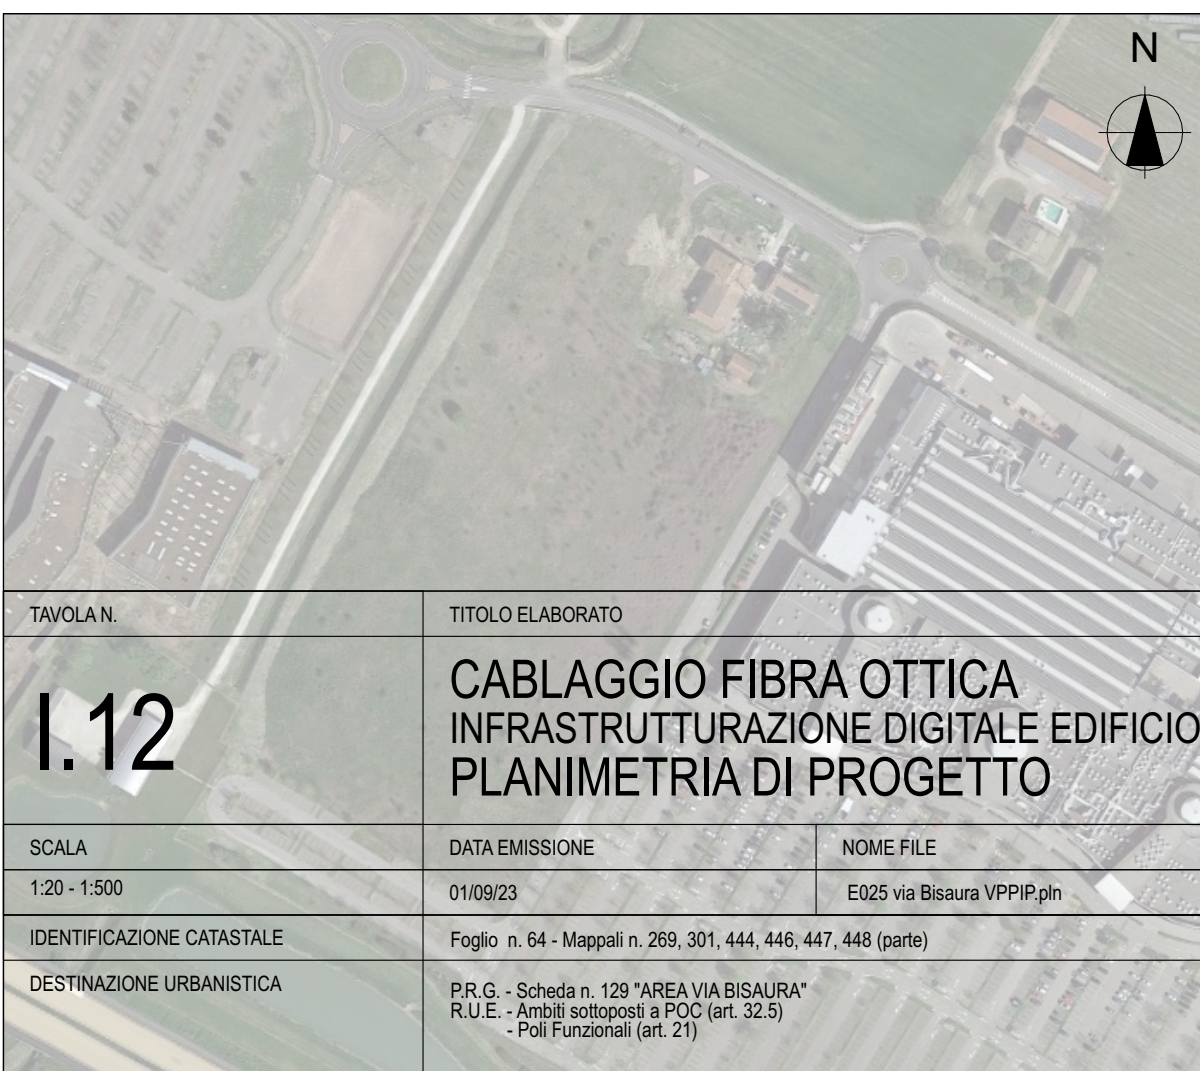 N
TAVOLA N.
TITOLO ELABORATO
I.12
CABLAGGIO FIBRA OTTICA
INFRASTRUTTURAZIONE DIGITALE EDIFICIO
PLANIMETRIA DI PROGETTO
SCALA
DATA EMISSIONE
NOME FILE
1:20 - 1:500
01/09/23
E025 via Bisaura VPPIP.pln
IDENTIFICAZIONE CATASTALE
Foglio n. 64 - Mappali n. 269, 301, 444, 446, 447, 448 (parte)
DESTINAZIONE URBANISTICA
P.R.G. - Scheda n. 129 "AREA VIA BISAURA"
R.U.E. - Ambiti sottoposti a POC (art. 32.5)
- Poli Funzionali (art. 21)